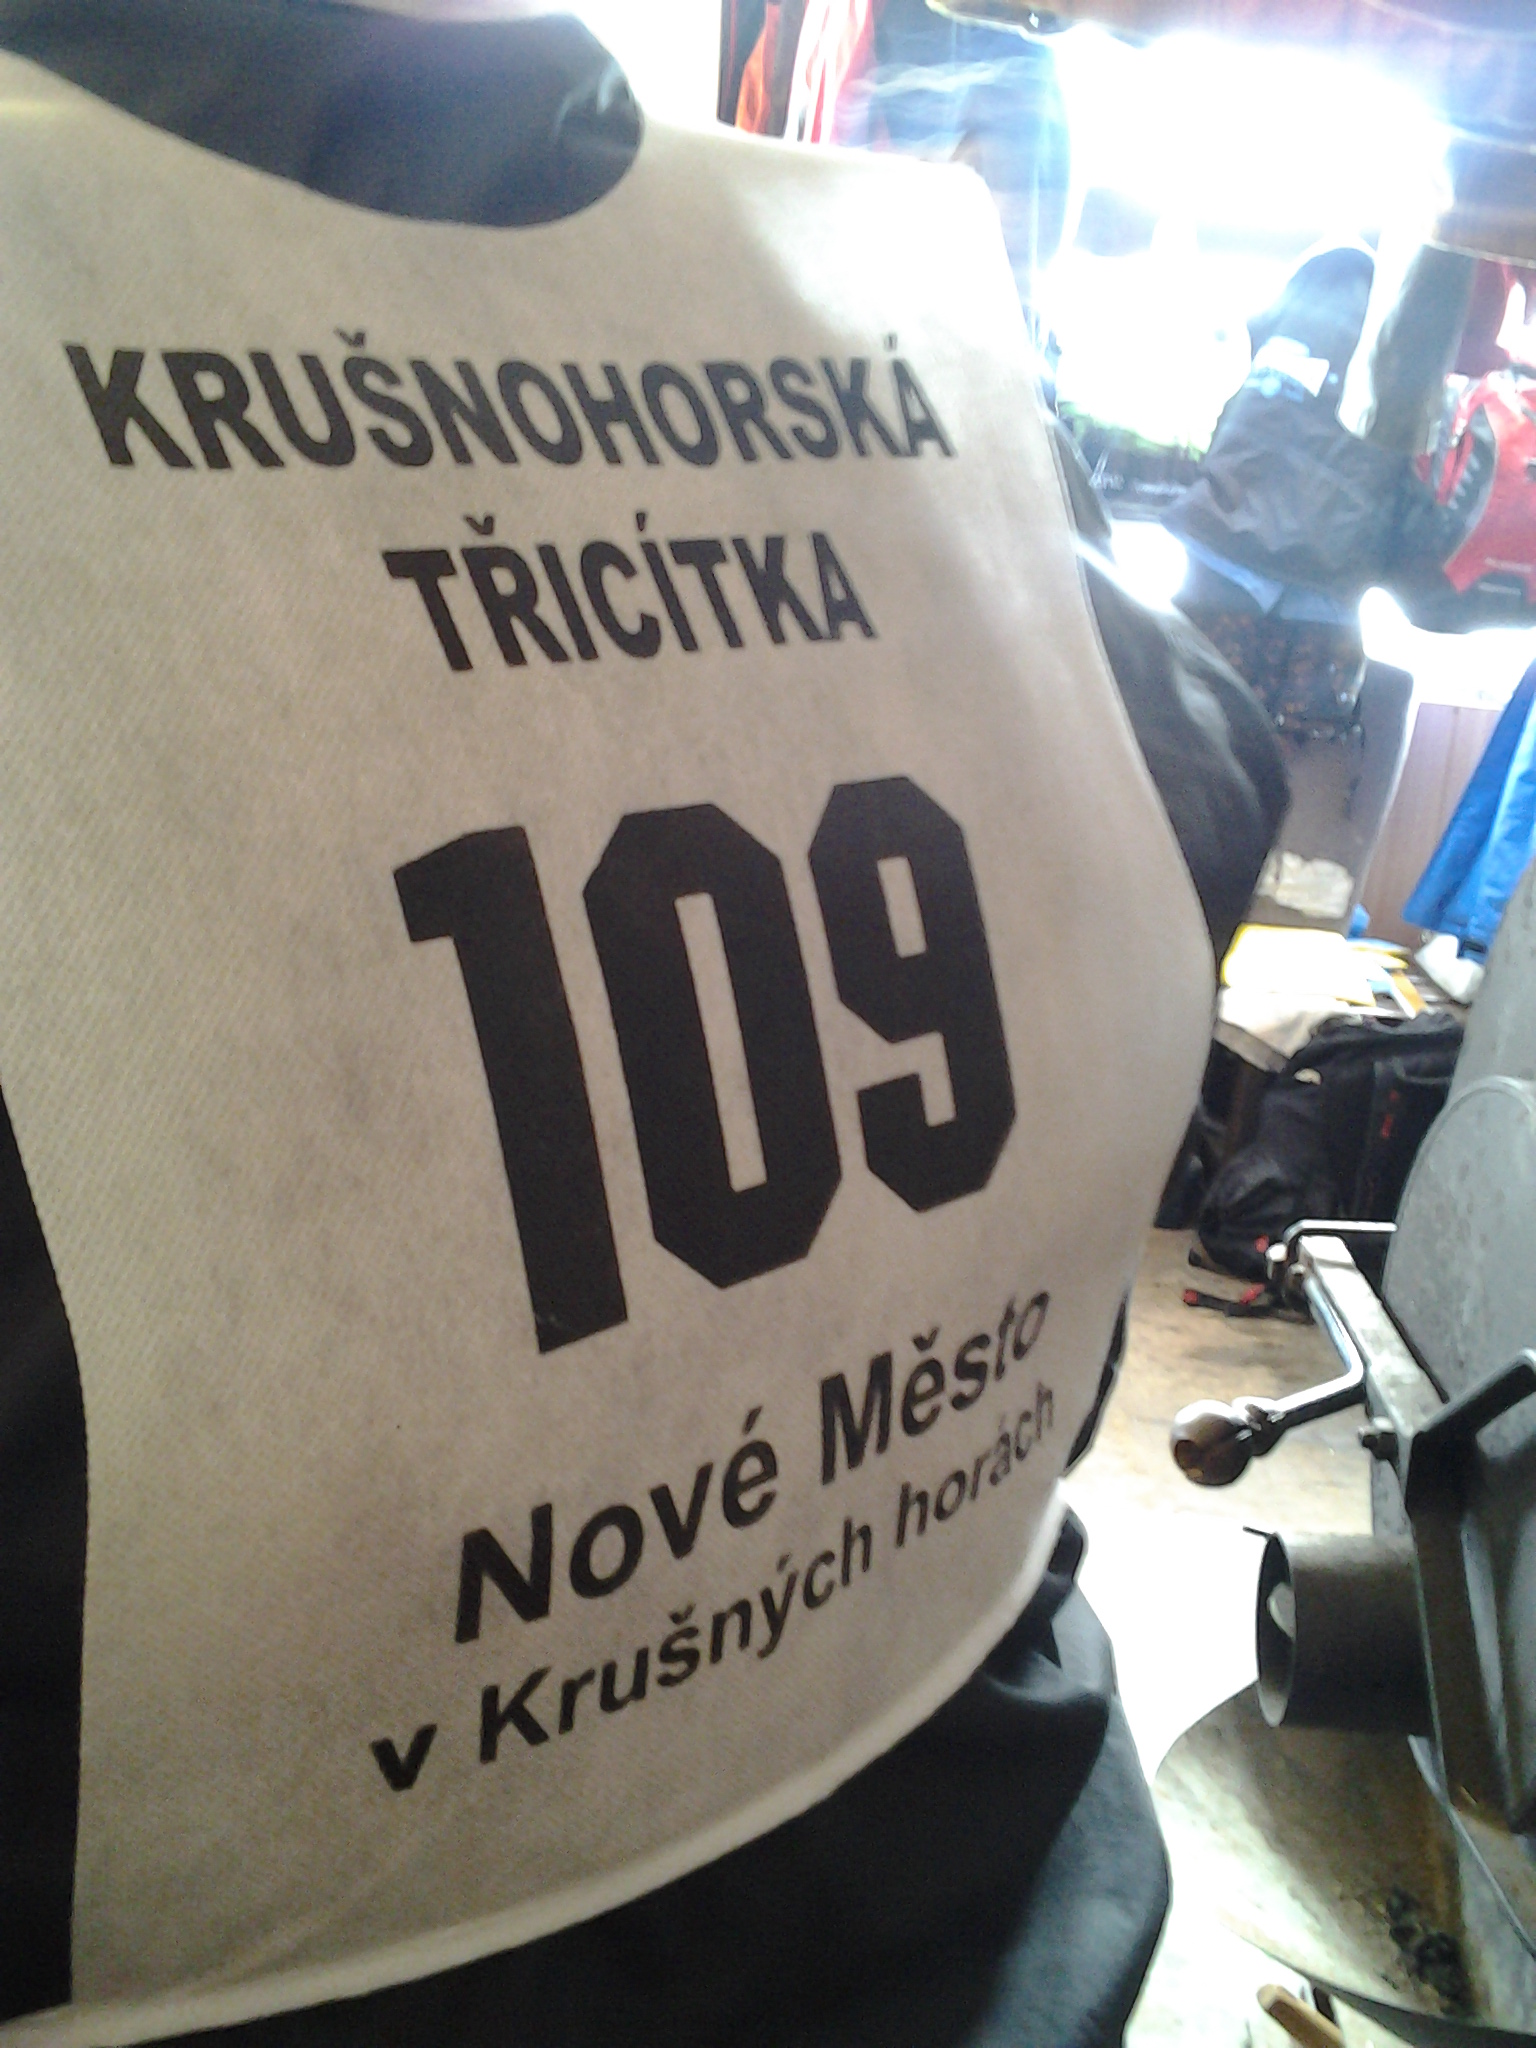 KRUŠNOHORSKÁ
TŘICÍTKA
109
Nové Město
v Krušných horách